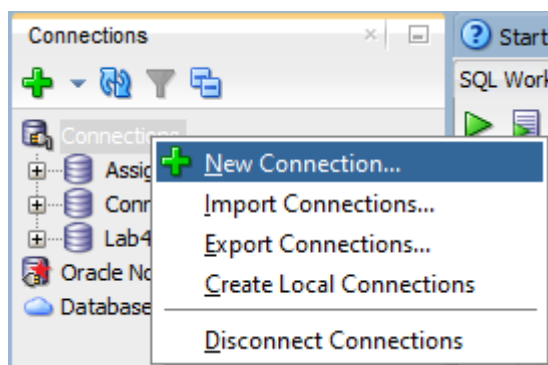 Connections
Start
SQL Work
Connections
New Connection...
Assig
Conn
Import Connections...
Lab4
Export Connections...
Oracle No
Create Local Connections
Database
Disconnect Connections